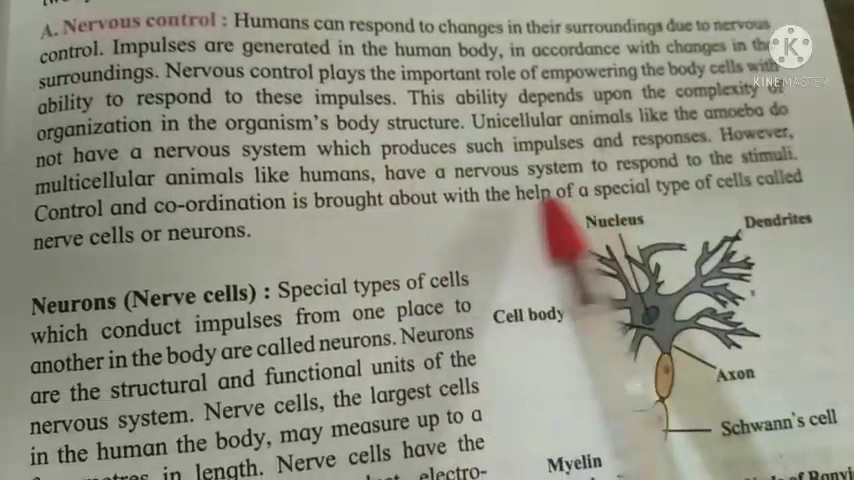 A. Nervous control : Humans can respond to changes in their surroundings due to nervous
control. Impulses are generated in the human body, in accordance with changes in the
surroundings. Nervous control plays the important role of empowering the body cells with
ability to respond to these impulses. This ability depends upon the complexity of
organization in the organism's body structure. Unicellular animals like the amoeba do
not have a nervous system which produces such impulses and responses. However,
multicellular animals like humans, have a nervous system to respond to the stimuli.
Control and co-ordination is brought about with the help of a special type of cells called
nerve cells or neurons.
Neurons (Nerve cells) : Special types of cells
which conduct impulses from one place to
another in the body are called neurons. Neurons
are the structural and functional units of the
nervous system. Nerve cells, the largest cells
in the human the body, may measure up to a
in length. Nerve cells have the
electro-
Nucleus
Dendrites
Cell body
Axon
Schwann's cell
Myelin
of Ranvi
K
KINEMASTER